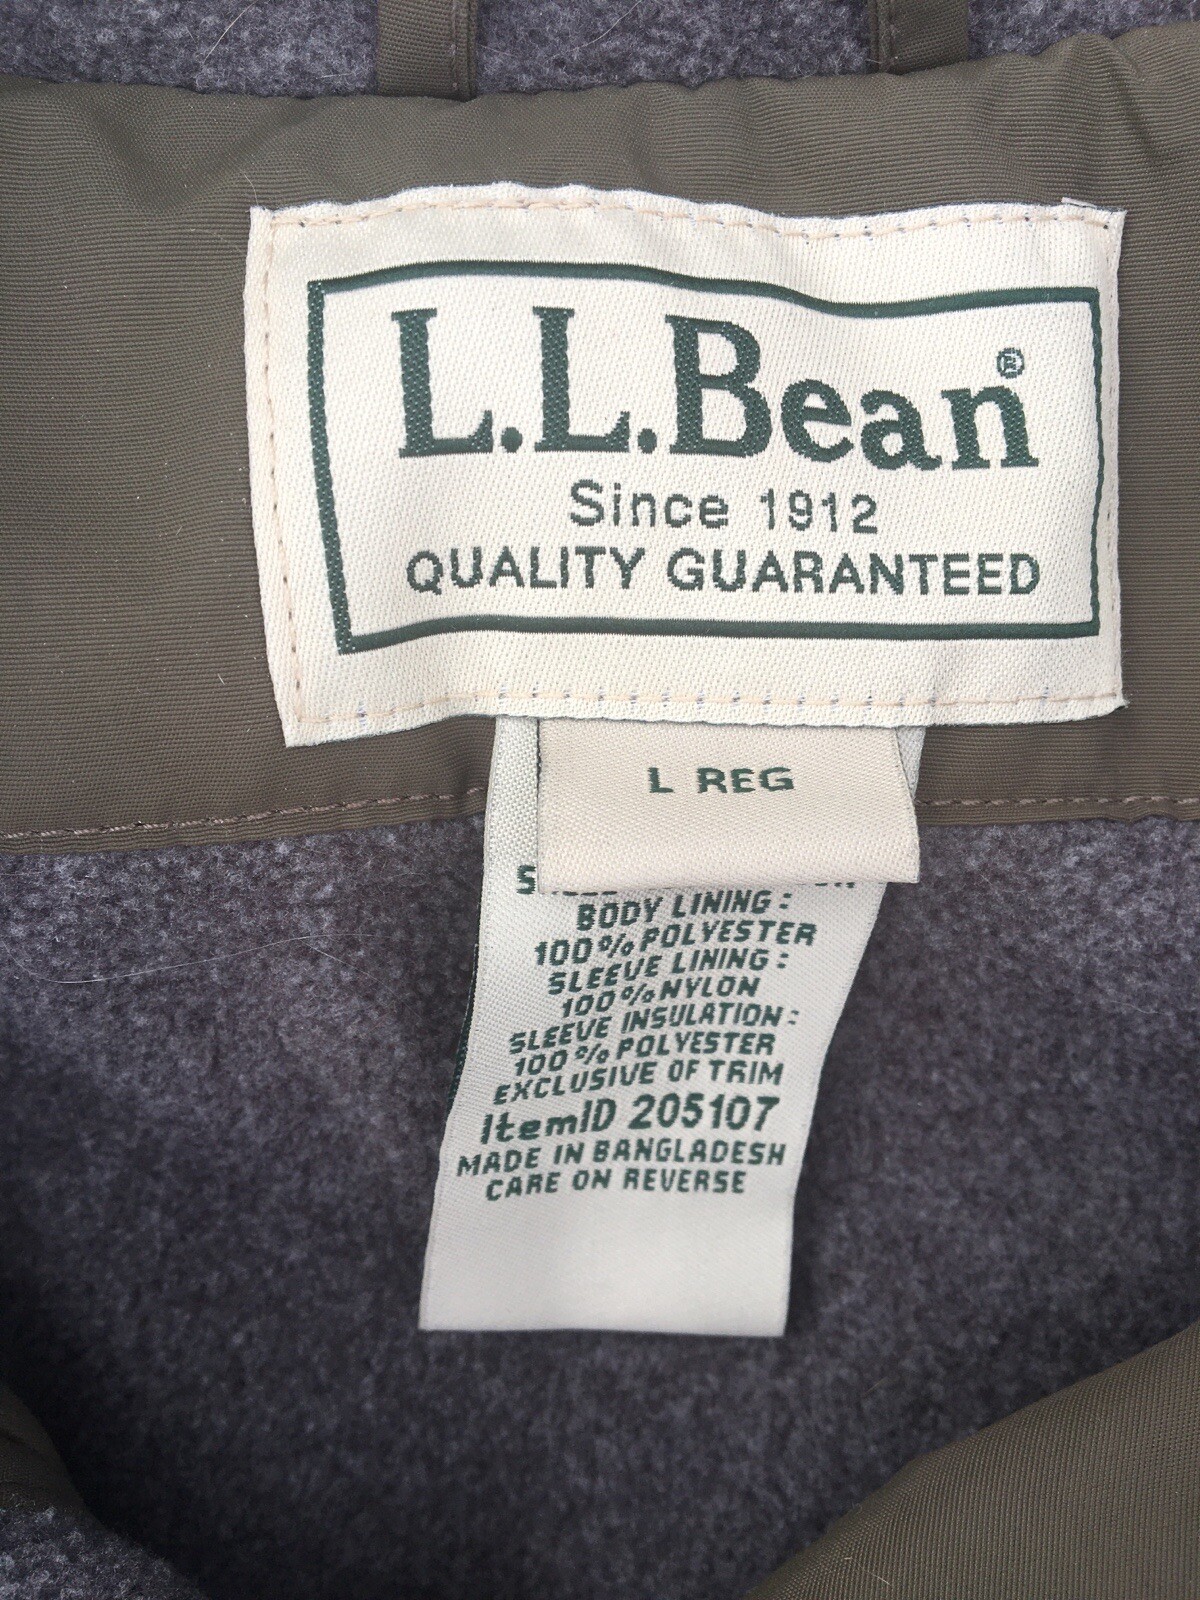 L.L.Bean®
Since 1912
QUALITY GUARANTEED
L REG
BODY LINING:
100% POLYESTER
SLEEVE LINING:
100% NYLON
SLEEVE INSULATION:
100% POLYESTER
EXCLUSIVE OF TRIM
ItemID 205107
MADE IN BANGLADESH
CARE ON REVERSE